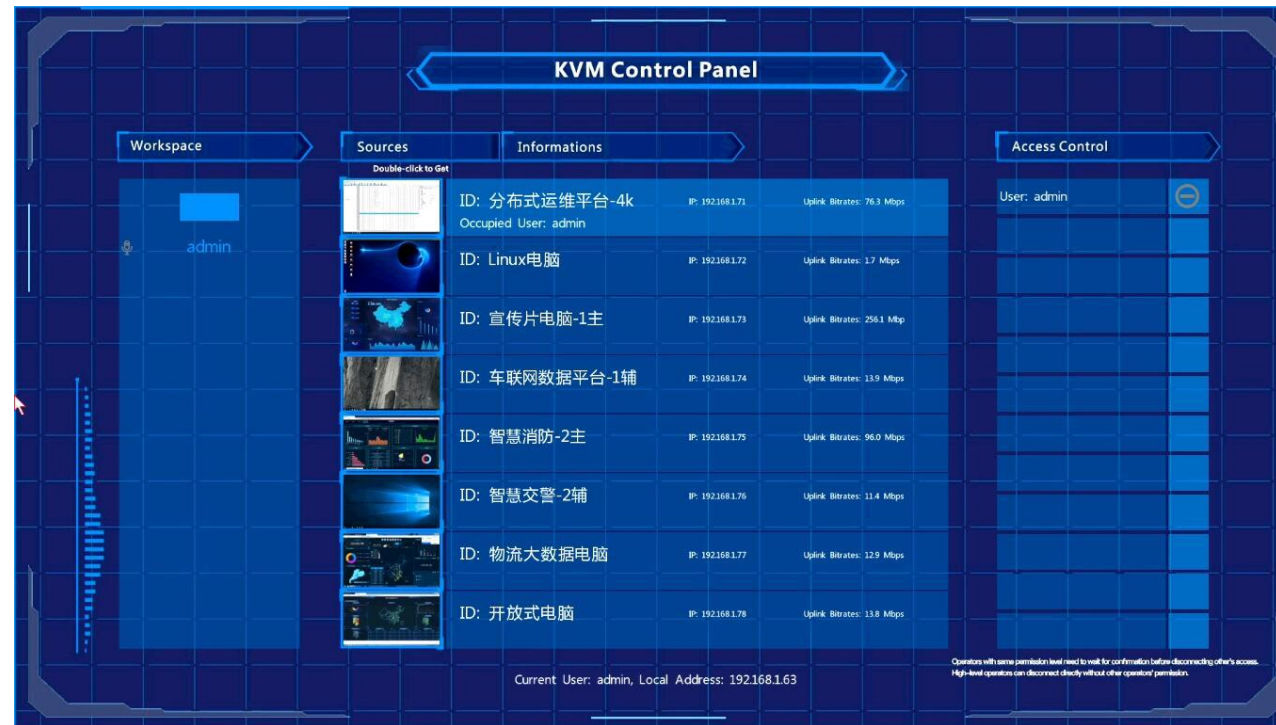 KVM Control Panel
Workspace
Sources
Informations
Access Control
Double-click to Get
admin
ID: 分布式运维平台-4k
IP: 192.168.1.71
Uplink Bitrates: 76.3 Mbps
Occupied User: admin
ID: Linux电脑
IP: 192.168.1.72
Uplink Bitrates: 1.7 Mbps
ID: 宣传片电脑-1主
IP: 192.168.1.73
Uplink Bitrates: 256.1 Mbp
ID: 车联网数据平台-1辅
IP: 192.168.1.74
Uplink Bitrates: 13.9 Mbps
ID: 智慧消防-2主
IP: 192.168.1.75
Uplink Bitrates: 96.0 Mbps
ID: 智慧交警-2辅
IP: 192.168.1.76
Uplink Bitrates: 11.4 Mbps
ID: 物流大数据电脑
IP: 192.168.1.77
Uplink Bitrates: 12.9 Mbps
ID: 开放式电脑
IP: 192.168.1.78
Uplink Bitrates: 13.8 Mbps
User: admin
Operators with same permission level need to wait for confirmation before disconnecting other's access.
High-level operators can disconnect directly without other operators' permission.
Current User: admin, Local Address: 192.168.1.63